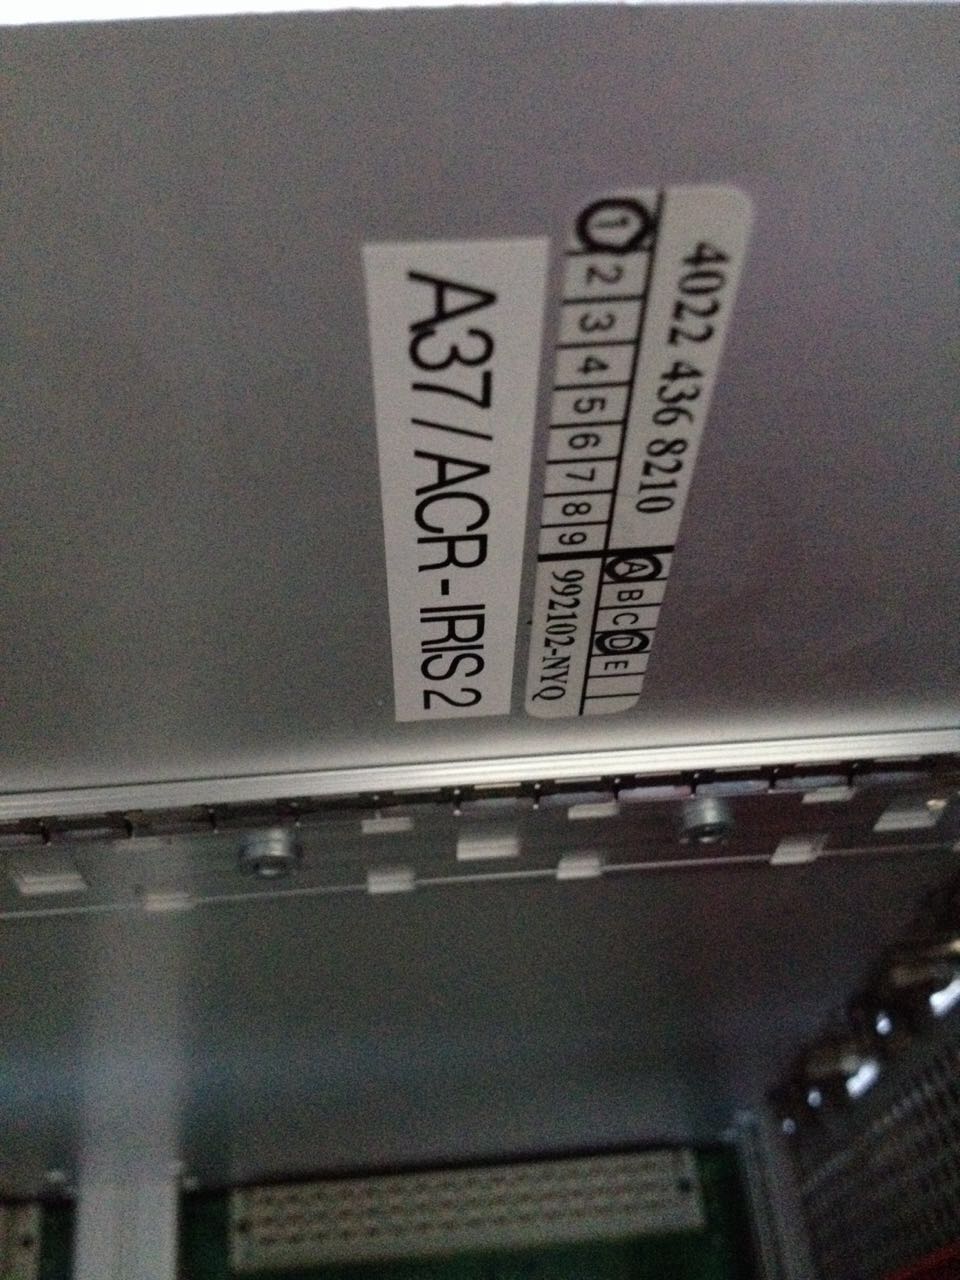 4022 436 8210 A B C D E
1 2 3 4 5 6 7 8 9 992102-NYQ
A37 / ACR - IRIS 2